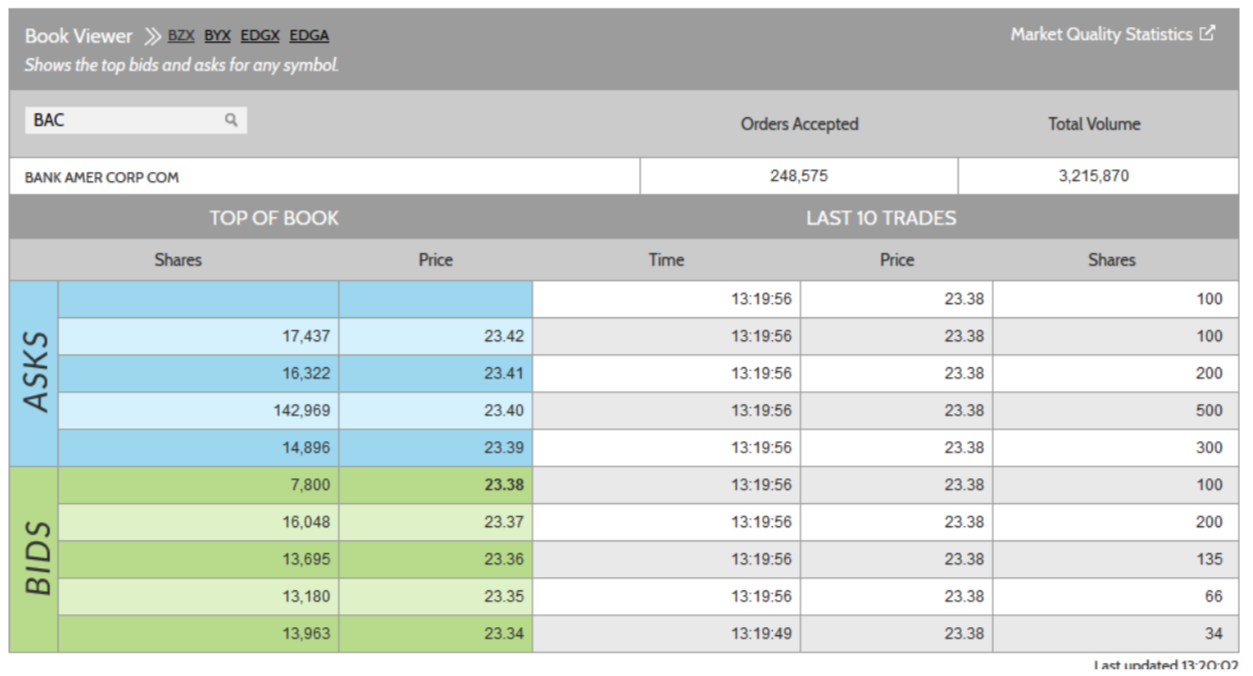 Book Viewer » BZX BYX EDGX EDGA Market Quality Statistics
Shows the top bids and asks for any symbol.
BAC Orders Accepted Total Volume
BANK AMER CORP COM 248,575 3,215,870
TOP OF BOOK LAST 10 TRADES
Shares Price Time Price Shares
ASKS
13:19:56 23.38 100
17,437 23.42 13:19:56 23.38 100
16,322 23.41 13:19:56 23.38 200
142,969 23.40 13:19:56 23.38 500
14,896 23.39 13:19:56 23.38 300
BIDS
7,800 23.38 13:19:56 23.38 100
16,048 23.37 13:19:56 23.38 200
13,695 23.36 13:19:56 23.38 135
13,180 23.35 13:19:56 23.38 66
13,963 23.34 13:19:49 23.38 34
Last updated 13:20:02